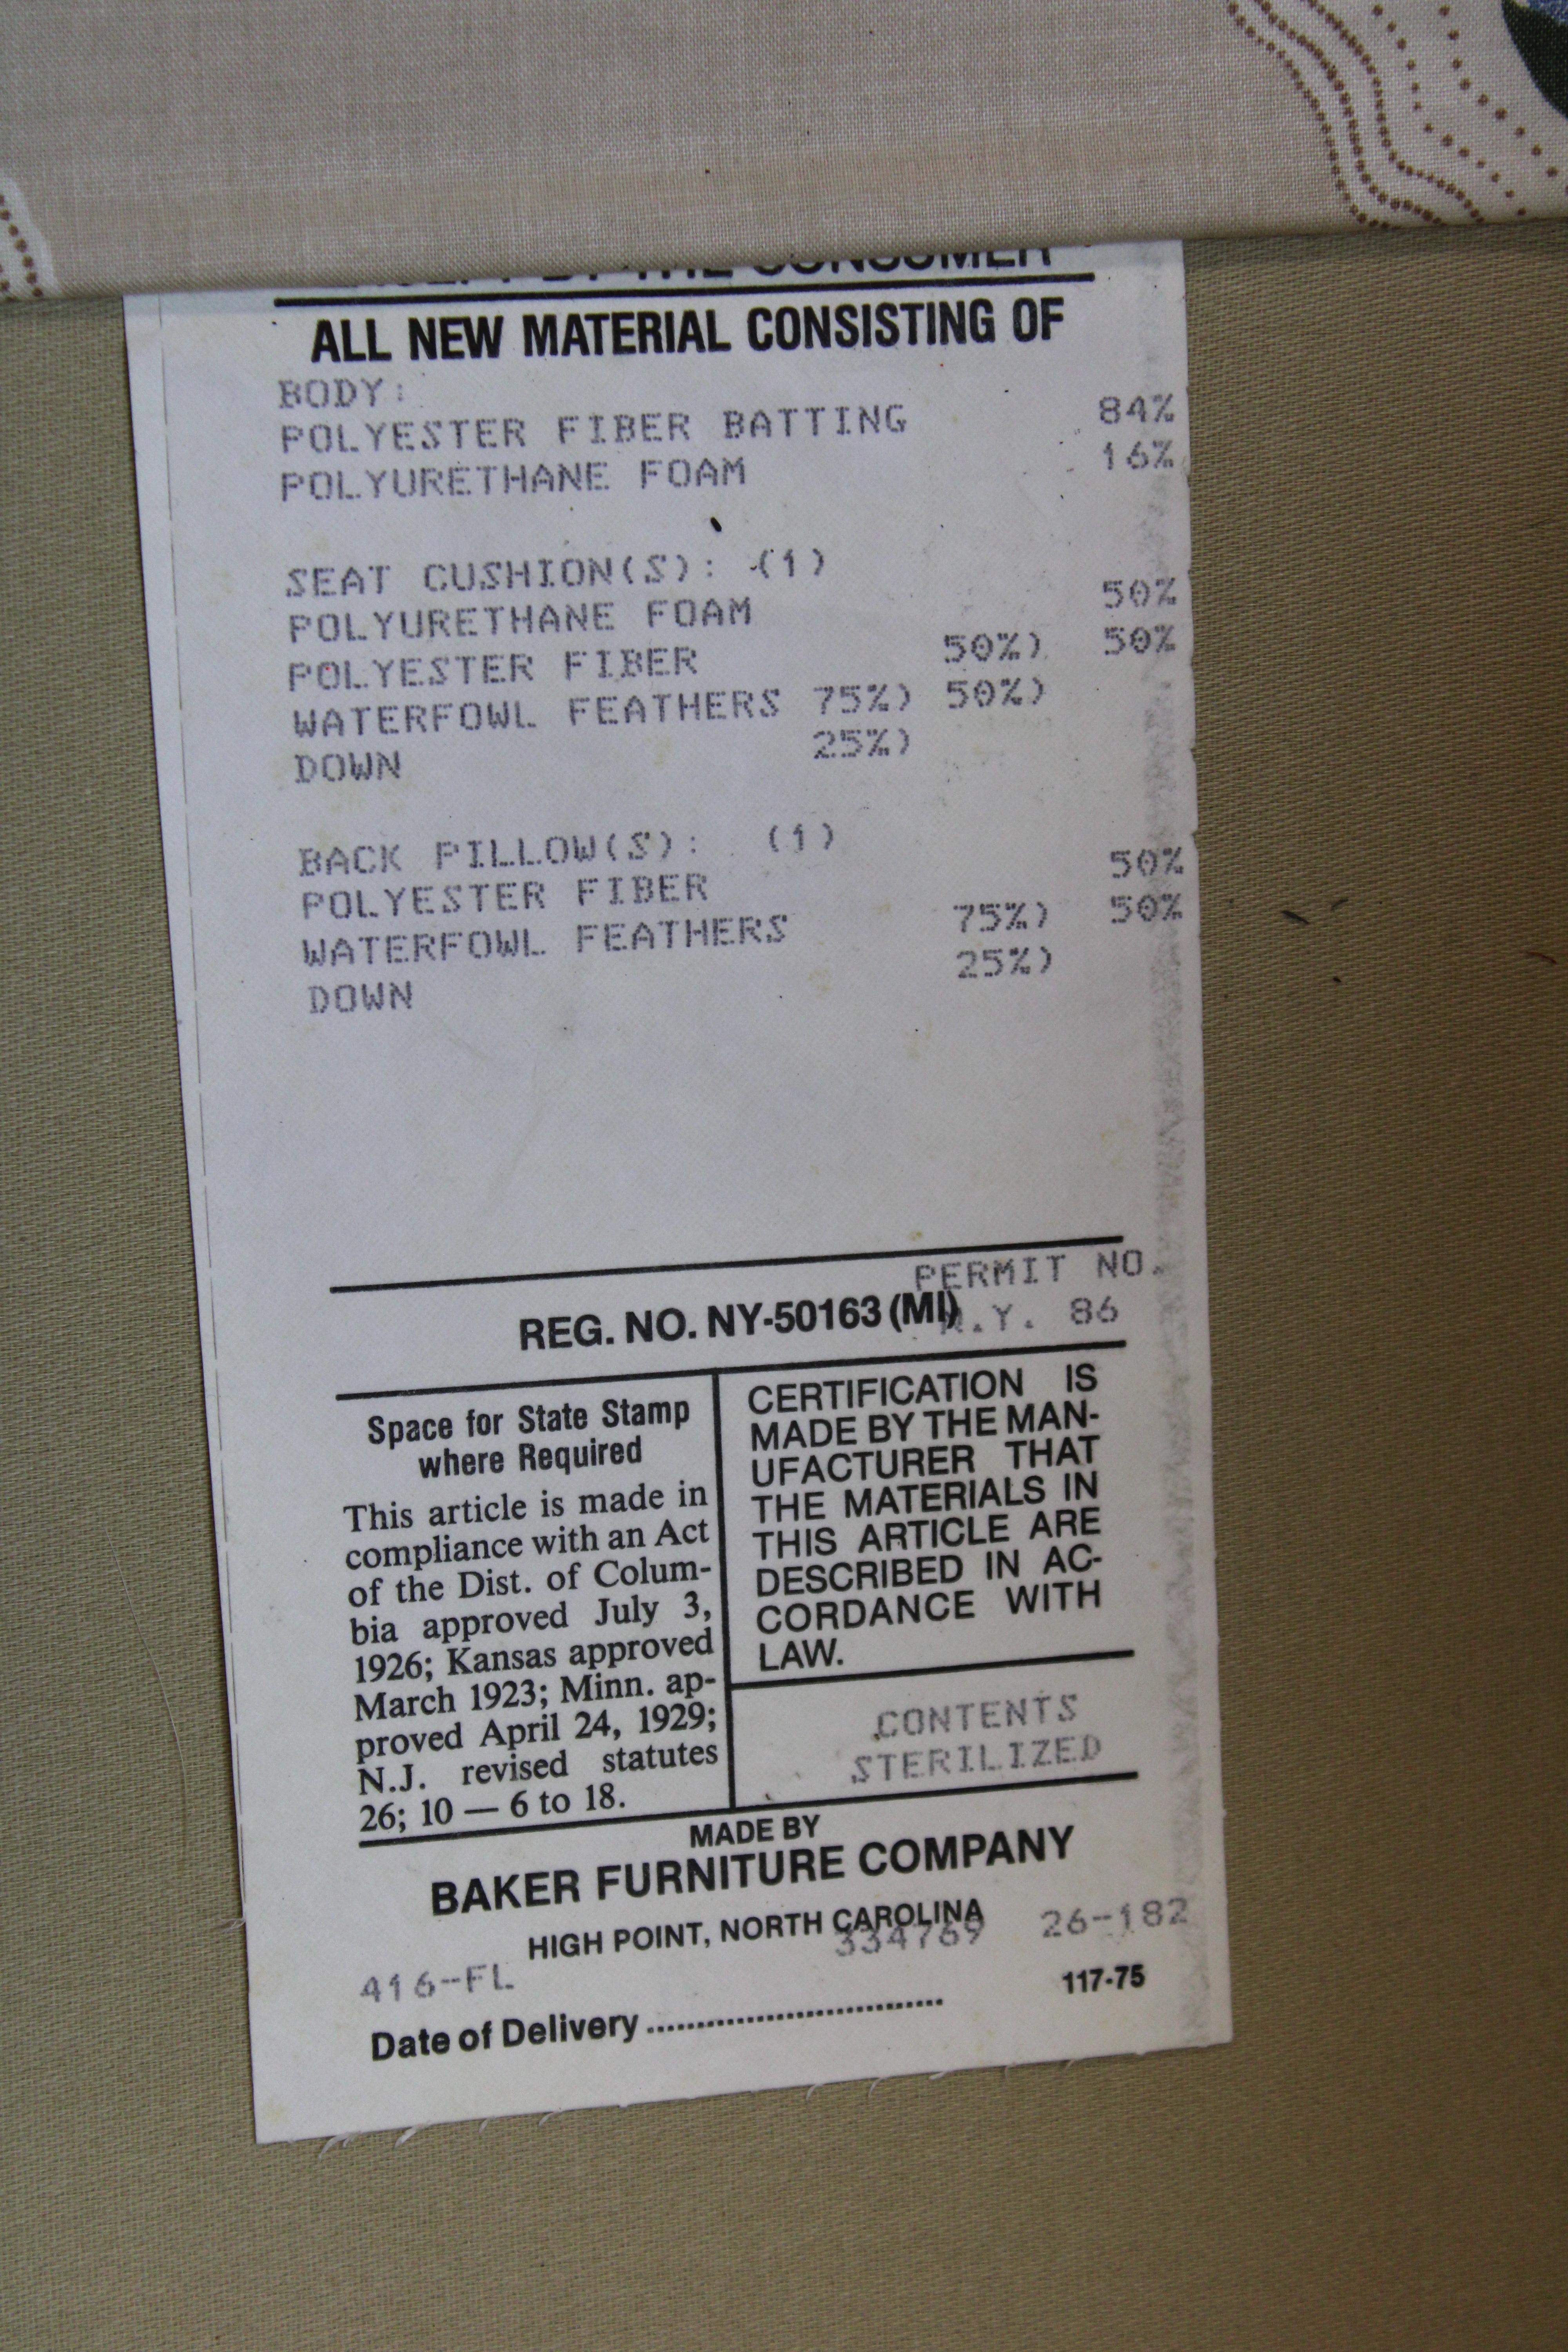 BY THE CONSUMER
ALL NEW MATERIAL CONSISTING OF
BODY:
POLYESTER FIBER BATTING 84%
POLYURETHANE FOAM 16%
SEAT CUSHION(S): (1)
POLYURETHANE FOAM 50%
POLYESTER FIBER 50%) 50%
WATERFOWL FEATHERS 75%) 50%)
DOWN 25%)
BACK PILLOW(S): (1)
POLYESTER FIBER 50%
WATERFOWL FEATHERS 75%) 50%
DOWN 25%)
PERMIT NO.
REG. NO. NY-50163 (MI) N.Y. 86
Space for State Stamp
where Required
This article is made in
compliance with an Act
of the Dist. of Colum-
bia approved July 3,
1926; Kansas approved
March 1923; Minn. ap-
proved April 24, 1929;
N.J. revised statutes
26; 10 — 6 to 18.
CERTIFICATION IS
MADE BY THE MAN-
UFACTURER THAT
THE MATERIALS IN
THIS ARTICLE ARE
DESCRIBED IN AC-
CORDANCE WITH
LAW.
CONTENTS
STERILIZED
MADE BY
BAKER FURNITURE COMPANY
HIGH POINT, NORTH CAROLINA
334769 26-182
416-FL
117-75
Date of Delivery ..............................